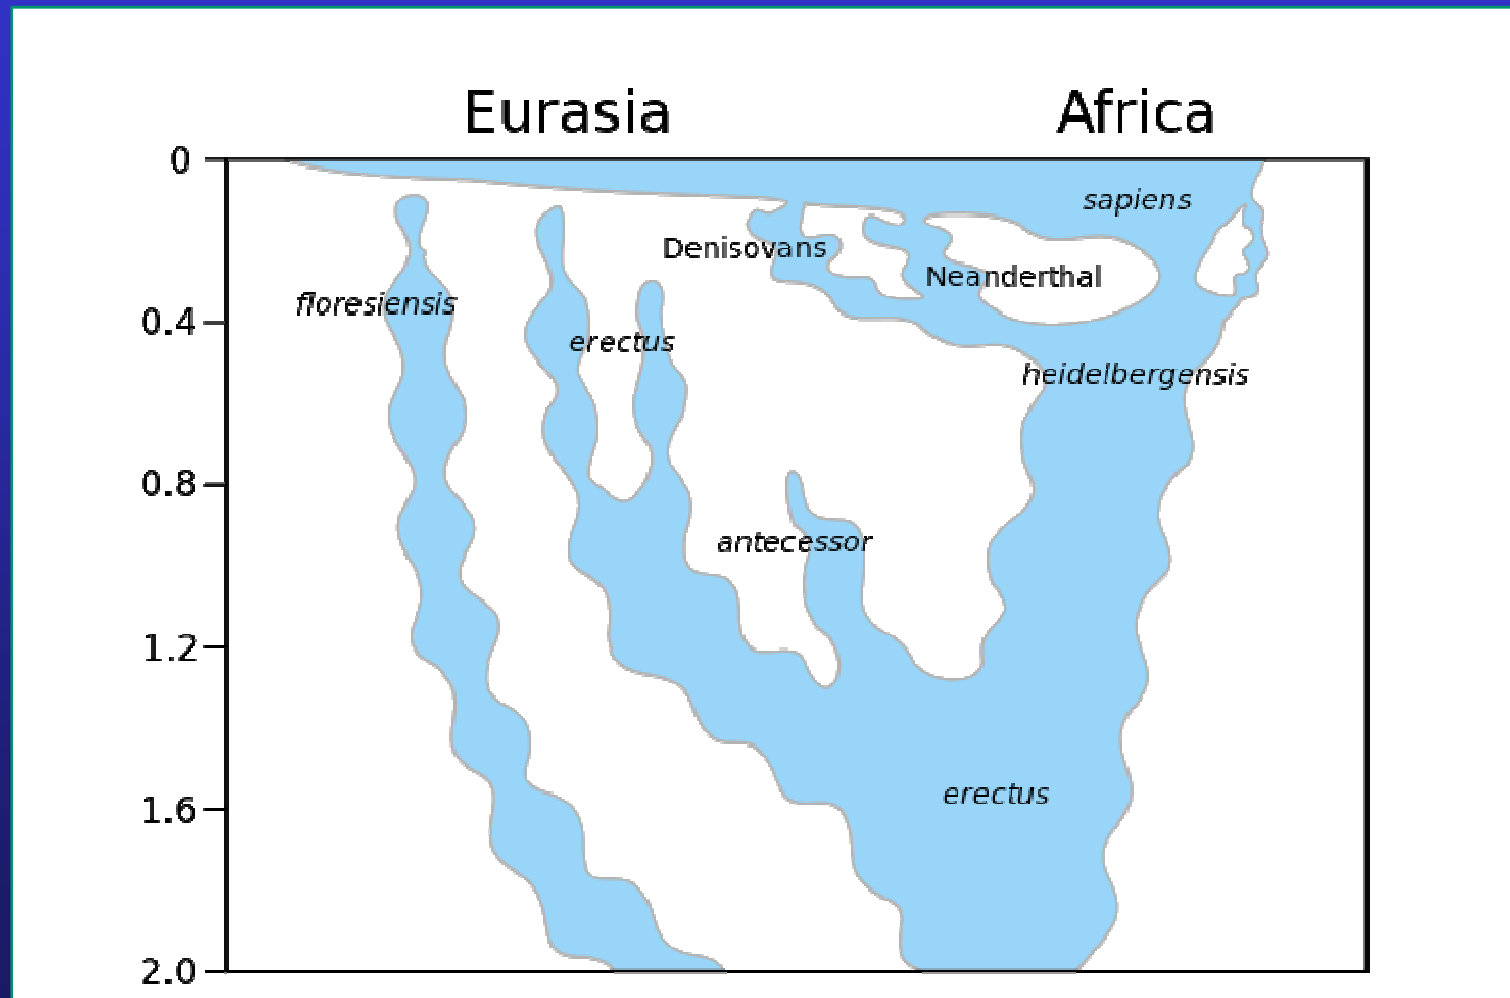 Eurasia Africa
0
sapiens
Denisovans
Neanderthal
floresiensis
0.4
erectus
heidelbergensis
0.8
antecessor
1.2
erectus
1.6
2.0